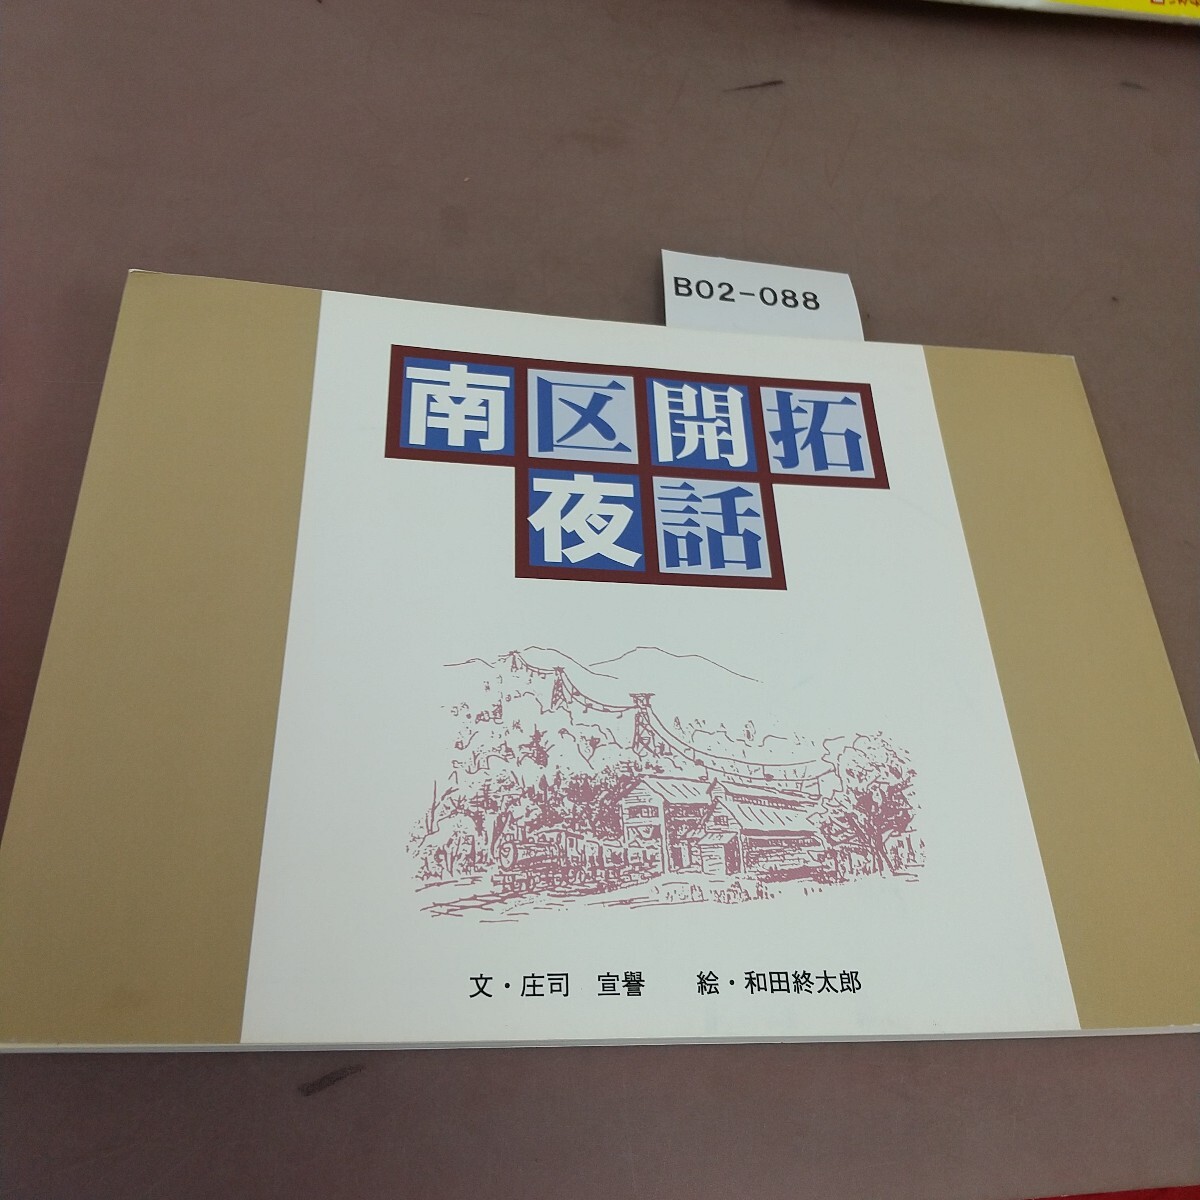 B02-088
南区開拓
夜話
文・庄司 宣譽 絵・和田終太郎